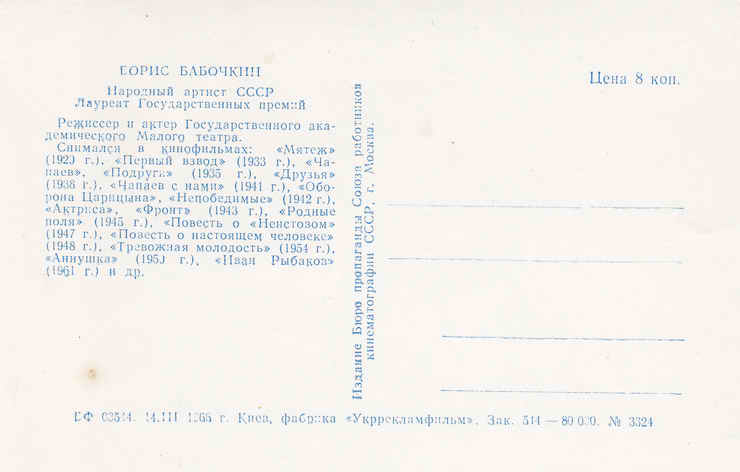 БОРИС БАБОЧКИН
Народный артист СССР
Лауреат Государственных премий
Режиссер и актер Государственного ака-
демического Малого театра.
Снимался в кинофильмах: «Мятеж»
(1929 г.), «Первый взвод» (1933 г.), «Ча-
паев», «Подруги» (1935 г.), «Друзья»
(1938 г.), «Чапаев с нами» (1941 г.), «Обо-
рона Царицына», «Непобедимые» (1942 г.),
«Актриса», «Фронт» (1943 г.), «Родные
поля» (1945 г.), «Повесть о «Неистовом»
(1947 г.), «Повесть о настоящем человеке»
(1948 г.), «Тревожная молодость» (1954 г.),
«Аннушка» (1959 г.), «Иван Рыбаков»
(1961 г.) и др.
Издание Бюро пропаганды Союза работников
кинематографии СССР, г. Москва.
Цена 8 коп.
БФ 03544. 14.III 1966 г. Киев, фабрика «Укррекламфильм». Зак. 514 — 80 000. № 3324